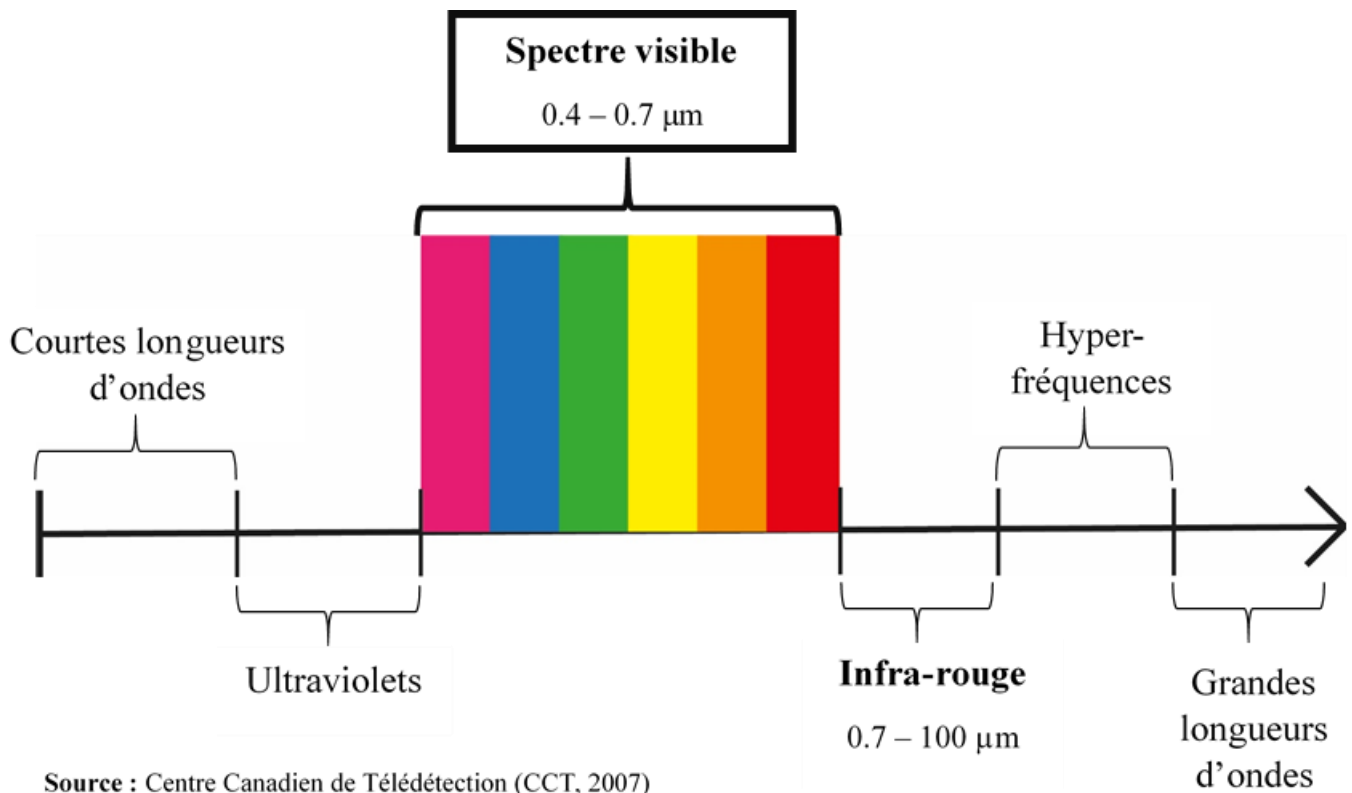 Spectre visible
0.4 – 0.7 µm
Courtes longueurs
d’ondes
Hyper-
fréquences
Ultraviolets
Infra-rouge
0.7 – 100 µm
Grandes
longueurs
d’ondes
Source : Centre Canadien de Télédétection (CCT, 2007)